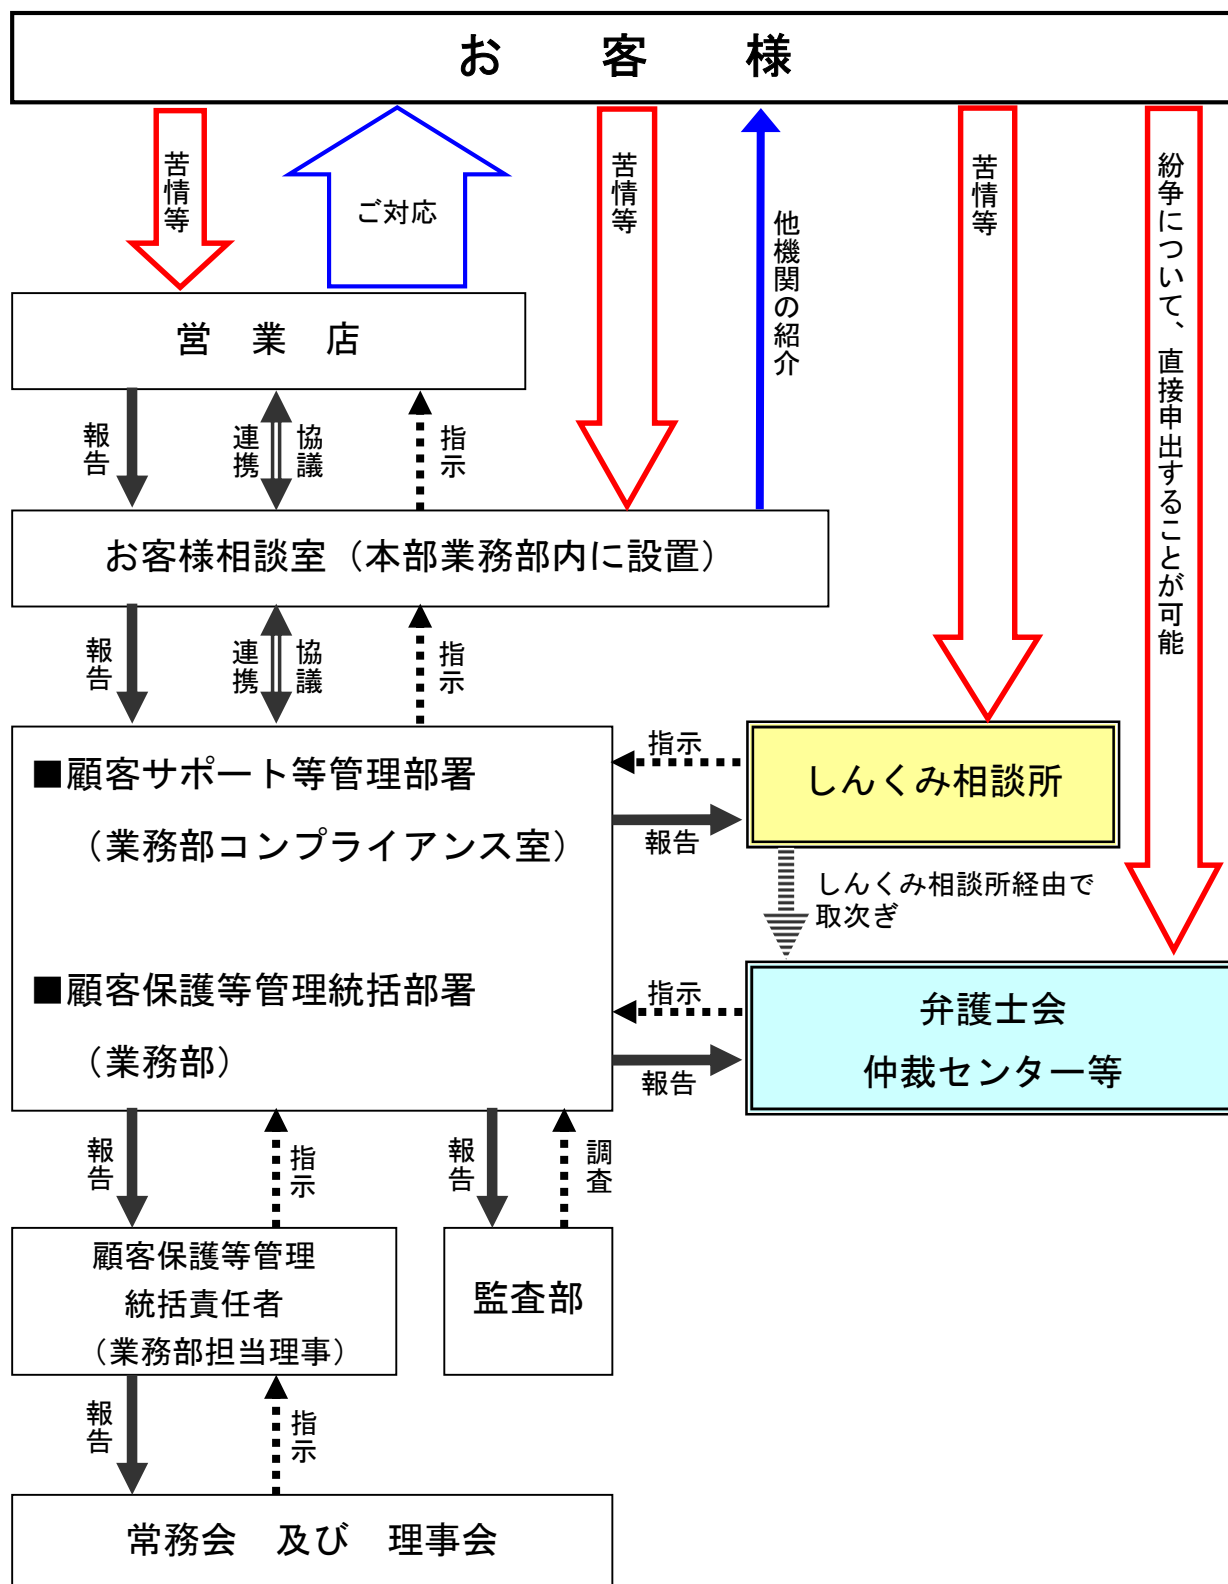 お　客　様
苦情等
ご対応
苦情等
他機関の紹介
苦情等
紛争について、直接申出することが可能
営　業　店
報告
連携
協議
指示
お客様相談室（本部業務部内に設置）
報告
連携
協議
指示
■顧客サポート等管理部署
（業務部コンプライアンス室）
■顧客保護等管理統括部署
（業務部）
指示
報告
しんくみ相談所
しんくみ相談所経由で
取次ぎ
指示
報告
弁護士会
仲裁センター等
報告
指示
報告
調査
顧客保護等管理
統括責任者
（業務部担当理事）
監査部
報告
指示
常務会　及び　理事会